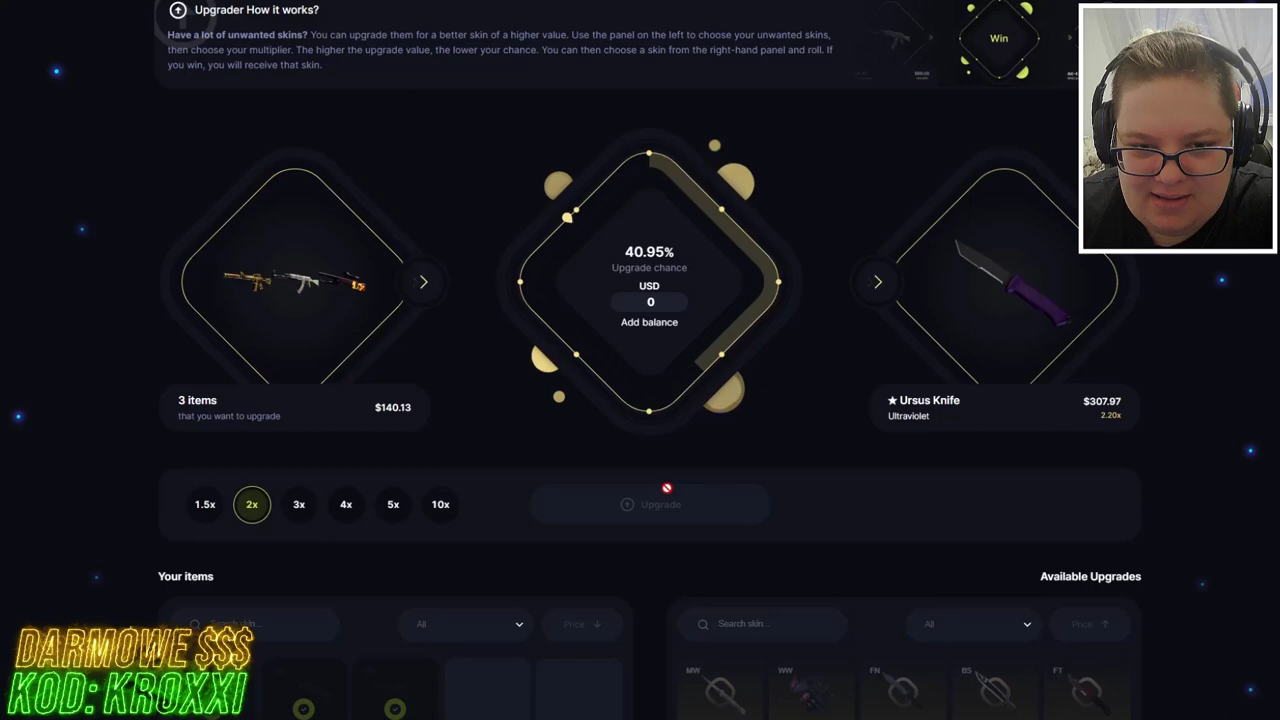 Upgrader How it works?
Have a lot of unwanted skins? You can upgrade them for a better skin of a higher value. Use the panel on the left to choose your unwanted skins,
then choose your multiplier. The higher the upgrade value, the lower your chance. You can then choose a skin from the right-hand panel and roll. If
you win, you will receive that skin.
Win
40.95%
Upgrade chance
USD
0
Add balance
3 items
that you want to upgrade
$140.13
★ Ursus Knife
Ultraviolet
$307.97
2.20x
1.5x
2x
3x
4x
5x
10x
Upgrade
Your items
Available Upgrades
Search skin...
All
Price
Search skin...
All
Price
MW
WW
FN
BS
FT
DARMOWE $$$
KOD: KROXXI